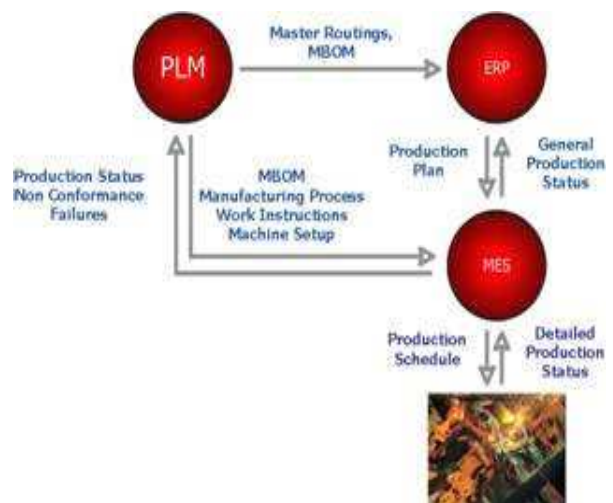 PLM
Master Routings,
MBOM
ERP
Production Status
Non Conformance
Failures
MBOM
Manufacturing Process
Work Instructions
Machine Setup
Production
Plan
General
Production
Status
MES
Production
Schedule
Detailed
Production
Status